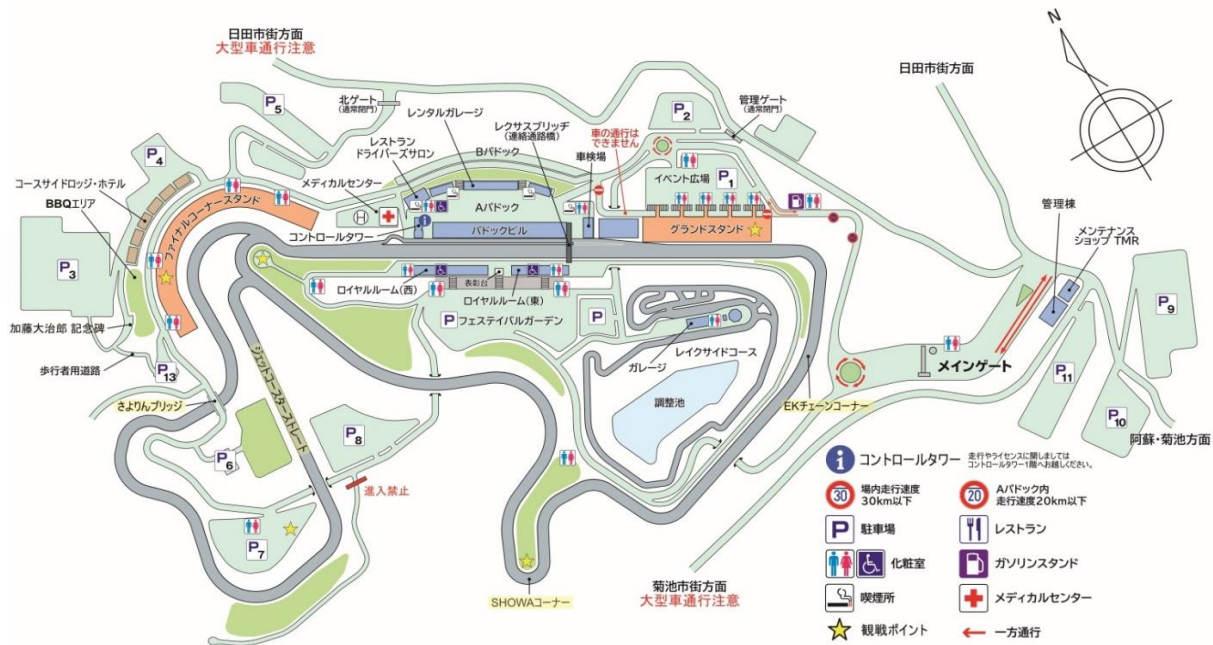 日田市街方面
大型車通行注意
N
日田市街方面
P5
北ゲート
(通常閉門)
レンタルガレージ
レクサスブリッヂ
(連絡通路橋)
P2
管理ゲート
(通常閉門)
車の通行は
できません
レストラン
ドライバーズサロン
Bパドック
車検場
P4
イベント広場
P1
コースサイドロッジ・ホテル
BBQエリア
メディカルセンター
Aパドック
H
ファイナルコーナースタンド
コントロールタワー
パドックビル
グランドスタンド
管理棟
メンテナンス
ショップ TMR
P3
ロイヤルルーム(西)
表彰台
ロイヤルルーム(東)
P9
P
フェスティバルガーデン
P
加藤大治郎 記念碑
レイクサイドコース
ガレージ
メインゲート
歩行者用道路
P13
ジェットコースターストレート
P11
さよりんブリッジ
調整池
EKチェーンコーナー
P10
阿蘇・菊池方面
P8
P6
進入禁止
P7
SHOWAコーナー
菊池市街方面
大型車通行注意
i コントロールタワー
走行やライセンスに関しましては
コントロールタワー1階へお越しください。
30
場内走行速度
30km以下
20
Aパドック内
走行速度20km以下
P 駐車場
レストラン
化粧室
ガソリンスタンド
喫煙所
メディカルセンター
観戦ポイント
一方通行